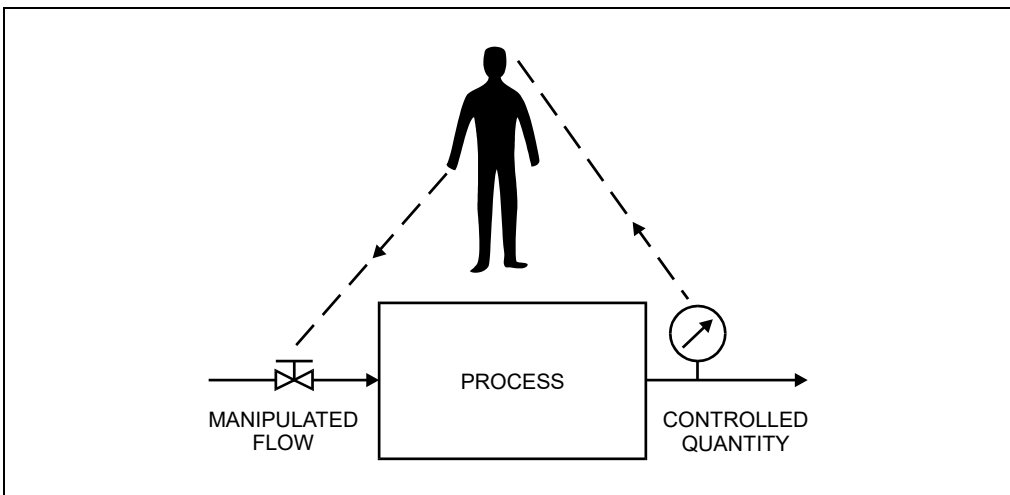 PROCESS
MANIPULATED
FLOW
CONTROLLED
QUANTITY